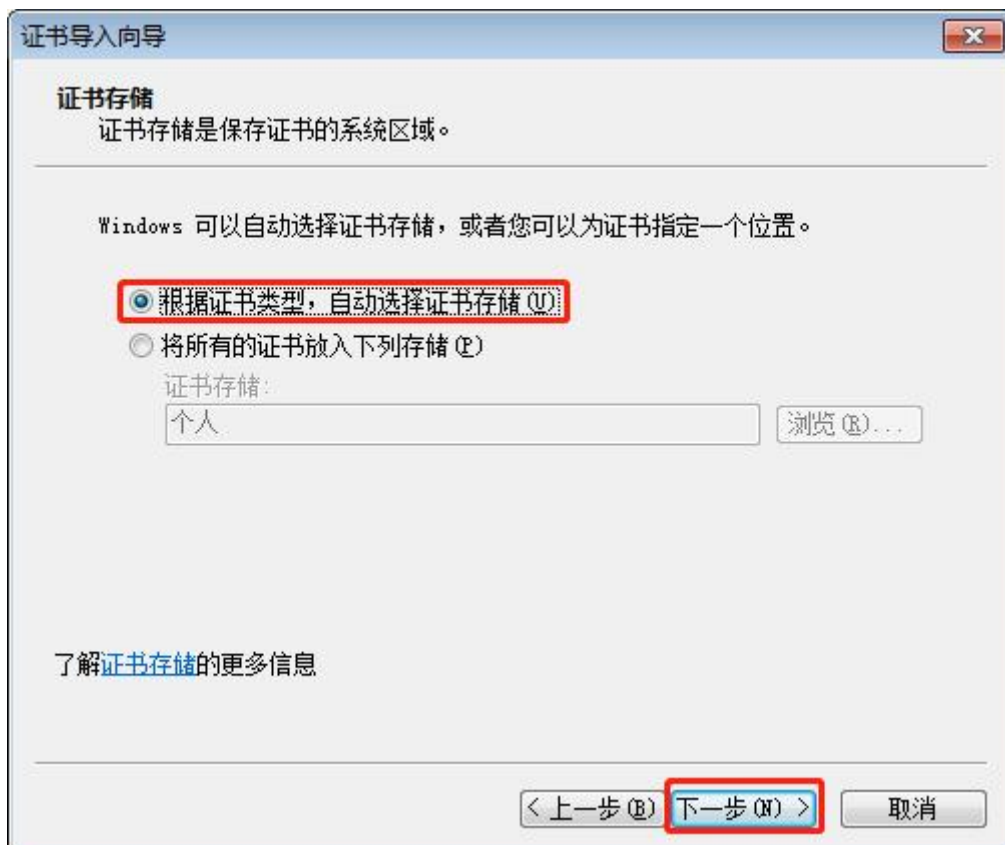 证书导入向导
证书存储
证书存储是保存证书的系统区域。
Windows 可以自动选择证书存储，或者您可以为证书指定一个位置。
根据证书类型，自动选择证书存储(U)
将所有的证书放入下列存储(P)
证书存储:
个人
浏览(R)...
了解证书存储的更多信息
< 上一步(B) 下一步(N) > 取消